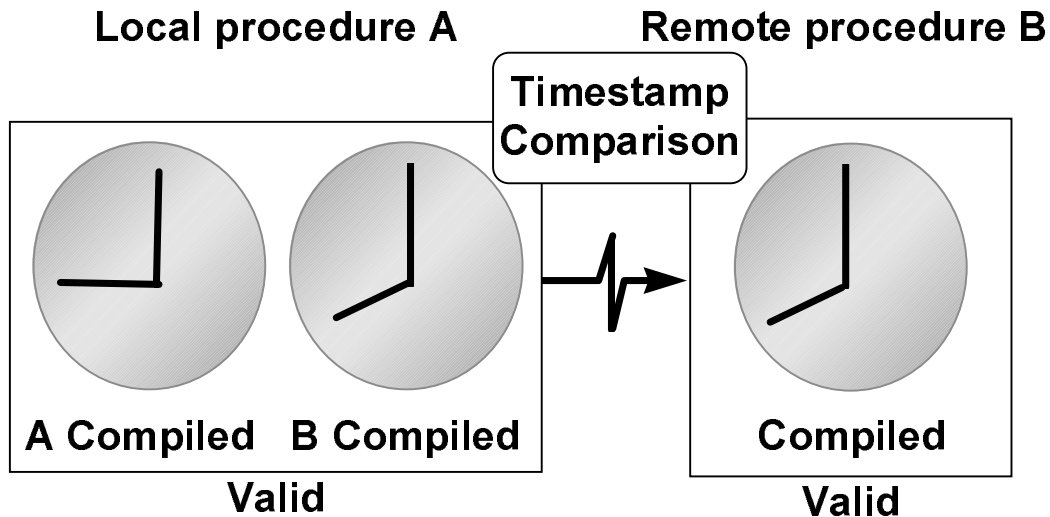 Local procedure A
Remote procedure B
Timestamp
Comparison
A Compiled
B Compiled
Compiled
Valid
Valid